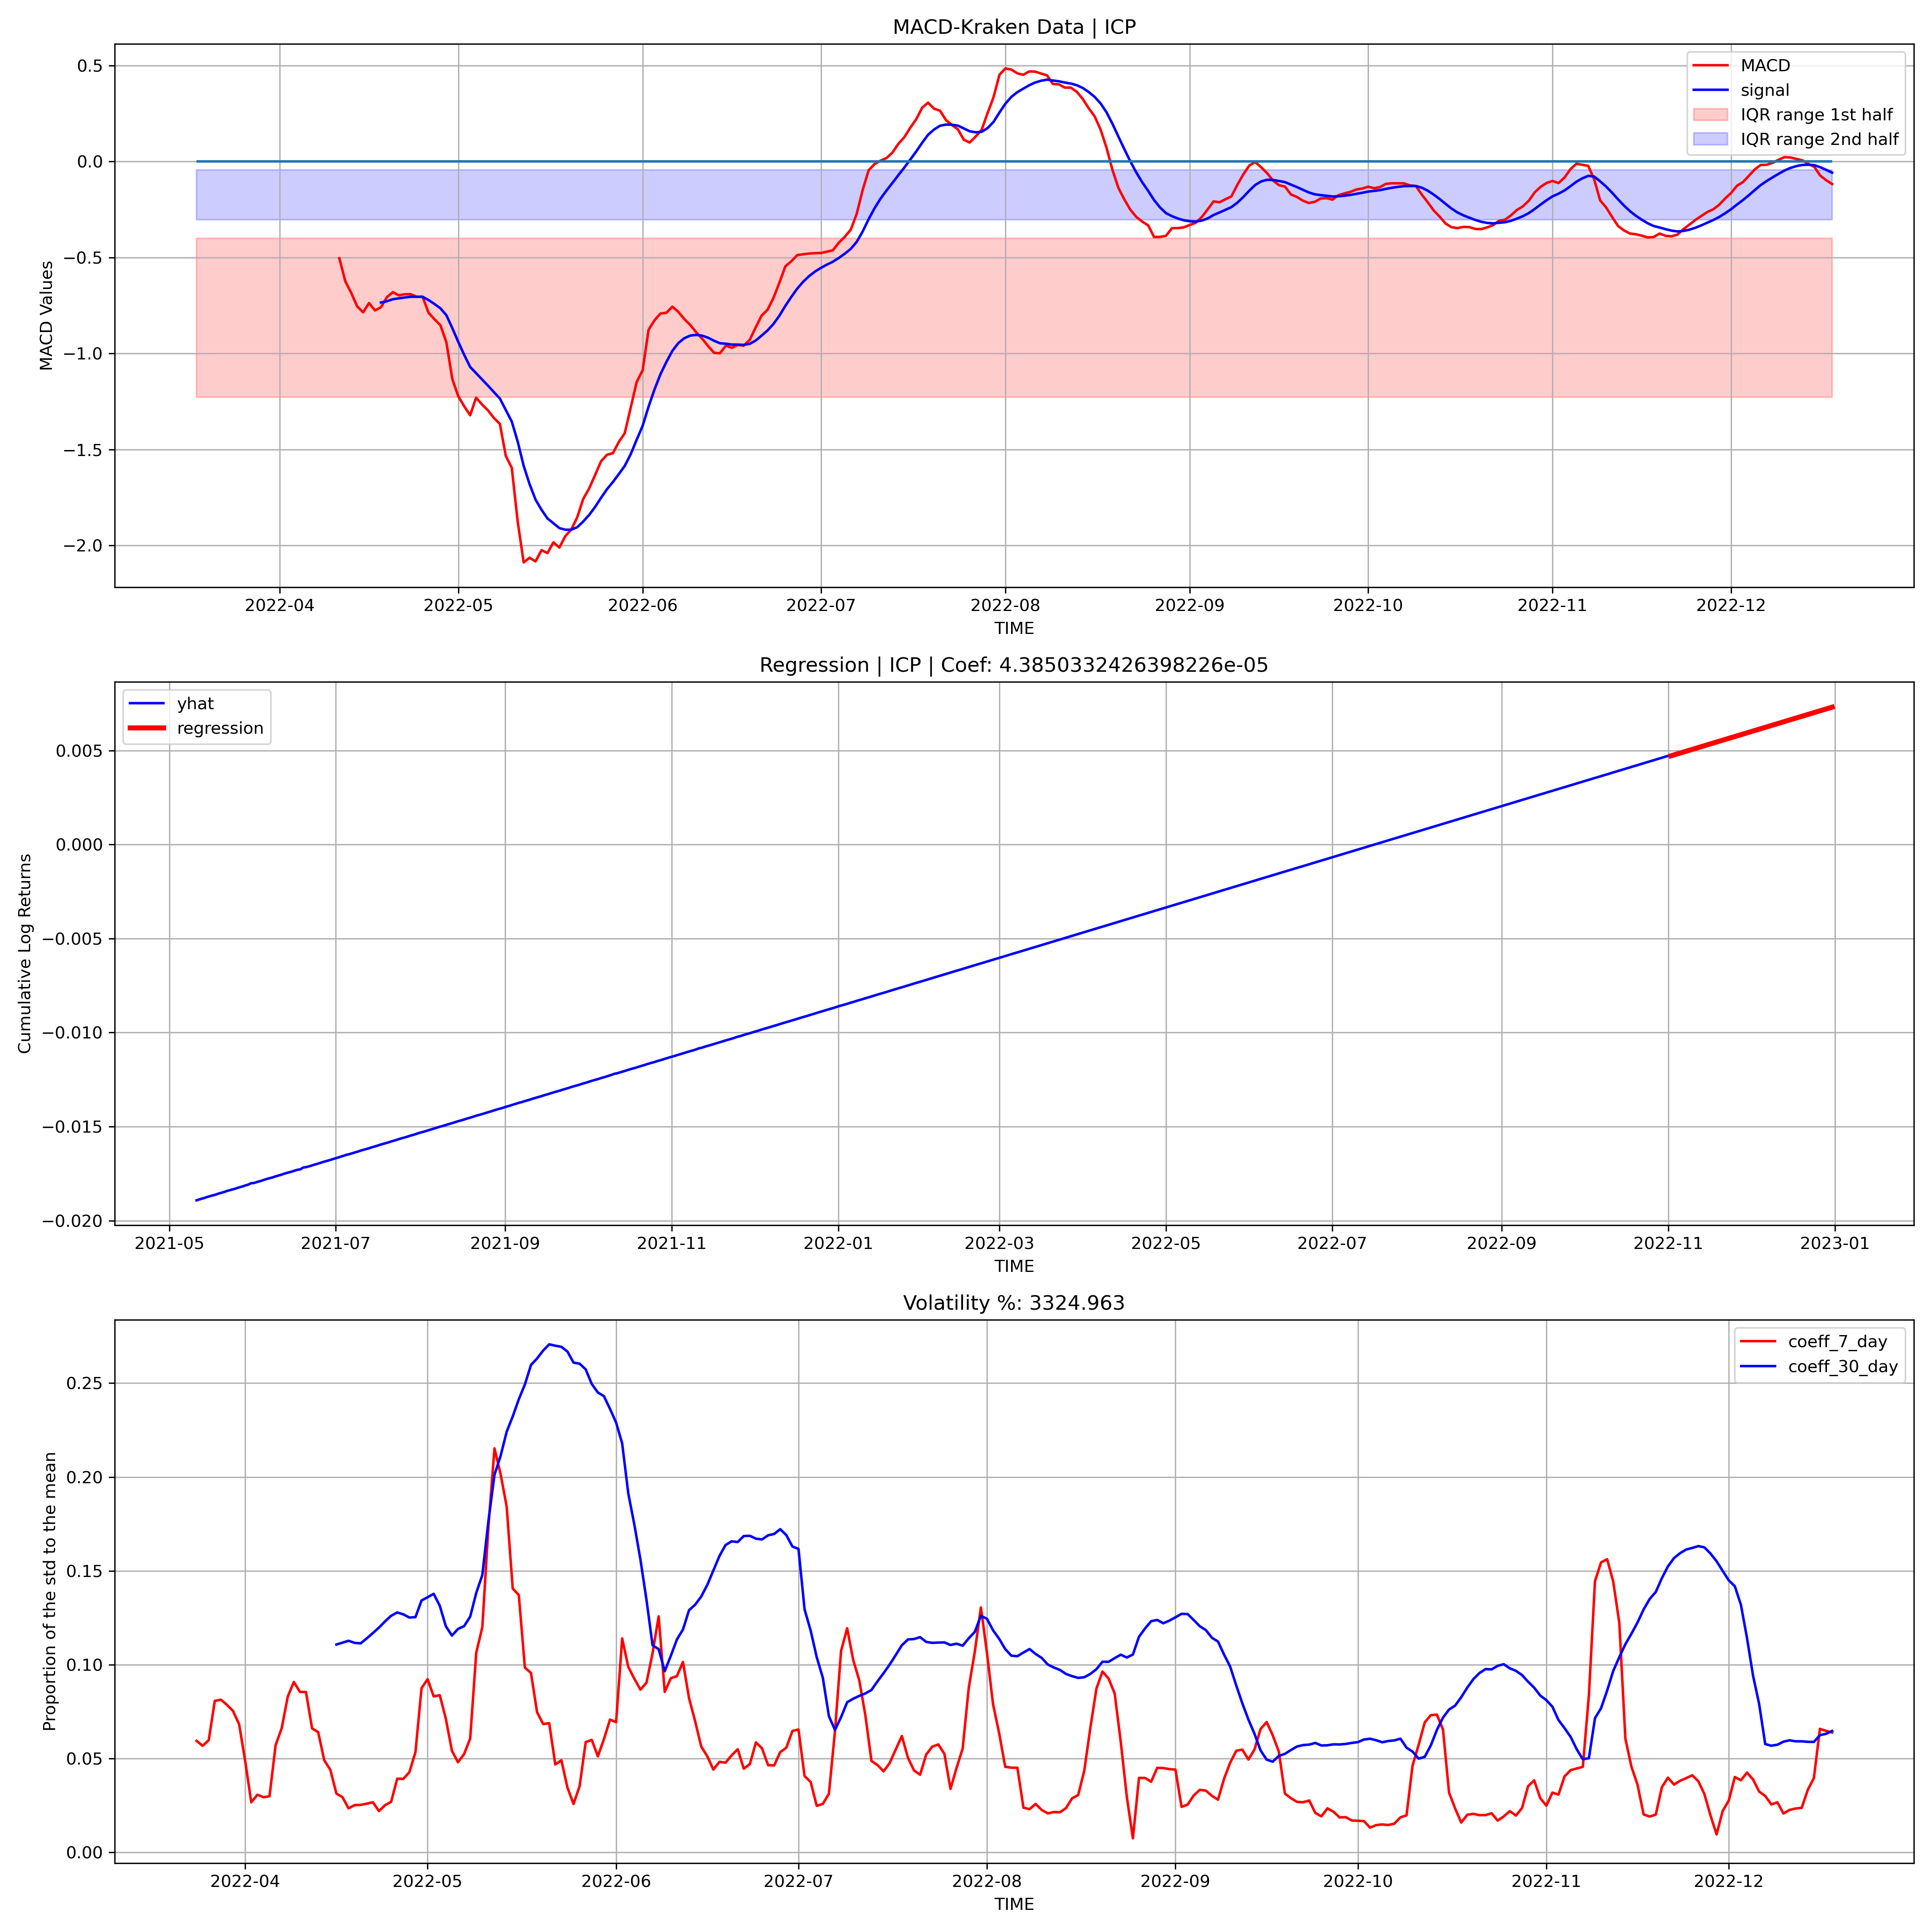 MACD-Kraken Data | ICP
MACD Values
0.5
0.0
−0.5
−1.0
−1.5
−2.0
MACD
signal
IQR range 1st half
IQR range 2nd half
2022-04 2022-05 2022-06 2022-07 2022-08 2022-09 2022-10 2022-11 2022-12
TIME
Regression | ICP | Coef: 4.3850332426398226e-05
Cumulative Log Returns
yhat
regression
0.005
0.000
−0.005
−0.010
−0.015
−0.020
2021-05 2021-07 2021-09 2021-11 2022-01 2022-03 2022-05 2022-07 2022-09 2022-11 2023-01
TIME
Volatility %: 3324.963
Proportion of the std to the mean
coeff_7_day
coeff_30_day
0.25
0.20
0.15
0.10
0.05
0.00
2022-04 2022-05 2022-06 2022-07 2022-08 2022-09 2022-10 2022-11 2022-12
TIME